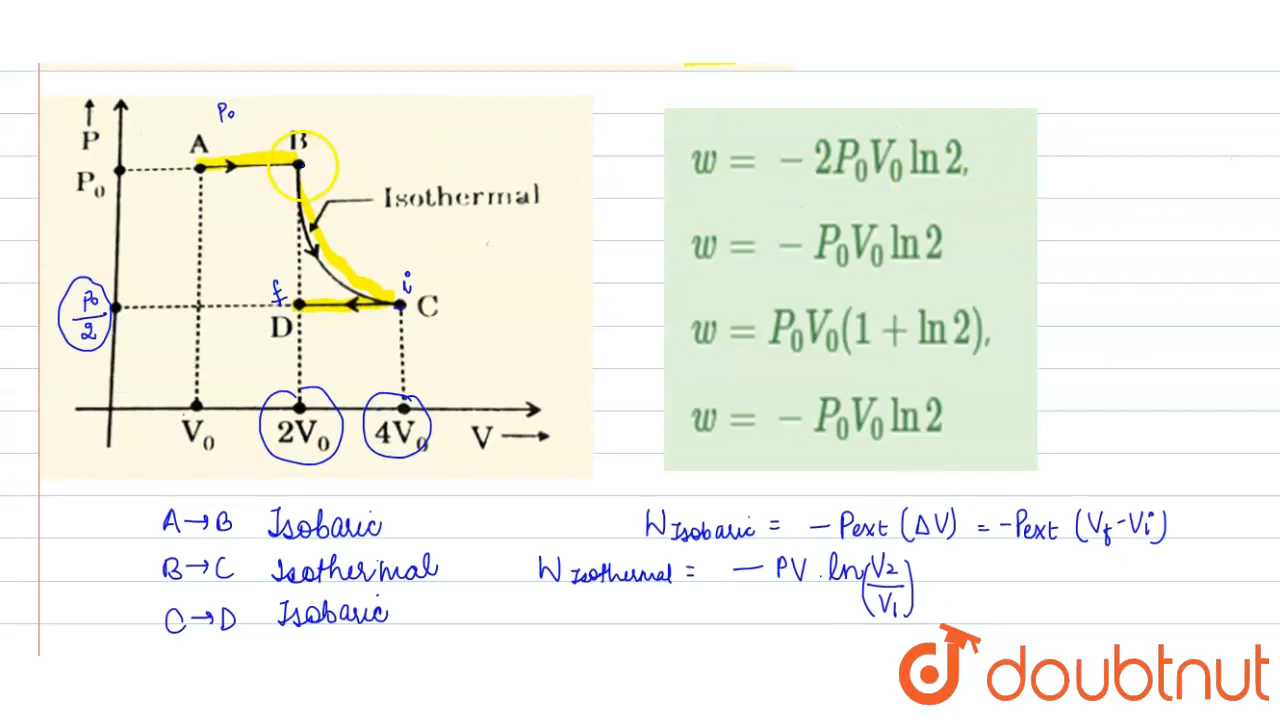 P₀
P
A
B
P₀
Isothermal
i
f
C
P₀/2
D
V₀
2V₀
4V₀
V
w = - 2P₀V₀ ln 2,
w = - P₀V₀ ln 2
w = P₀V₀(1 + ln 2),
w = - P₀V₀ ln 2
A→B Isobaric
W Isobaric = - Pext (ΔV) = -Pext (Vf-Vi)
B→C Isothermal
W Isothermal = - PV . ln (V2/V1)
C→D Isobaric
doubtnut